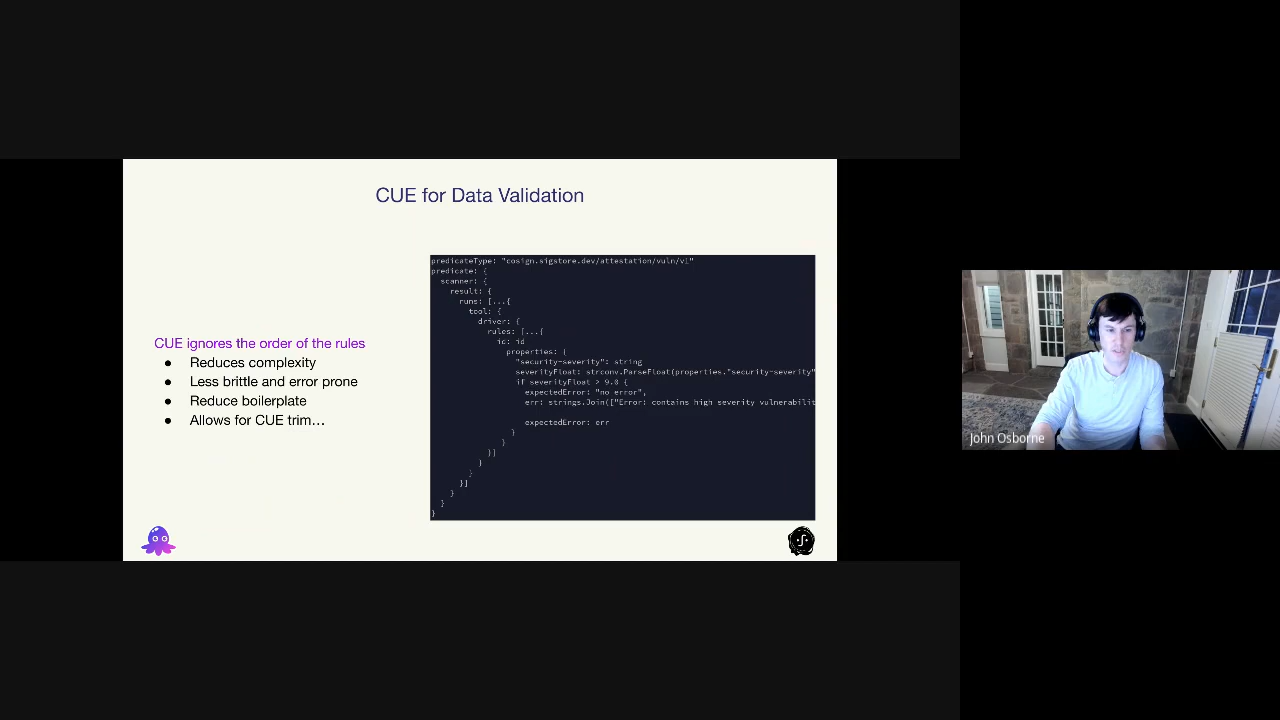 CUE for Data Validation
CUE ignores the order of the rules
● Reduces complexity
● Less brittle and error prone
● Reduce boilerplate
● Allows for CUE trim…
predicateType: "cosign.sigstore.dev/attestation/vuln/v1"
predicate: {
scanner: {
result: {
runs: [...{
tool: {
driver: {
rules: [...{
id: id
properties: {
"security-severity": string
severityFloat: strconv.ParseFloat(properties."security-severity"
if severityFloat > 9.0 {
expectedError: "no error",
err: strings.Join(["Error: contains high severity vulnerabilit
expectedError: err
}
}
}]
}
}
}]
}
}
}
John Osborne